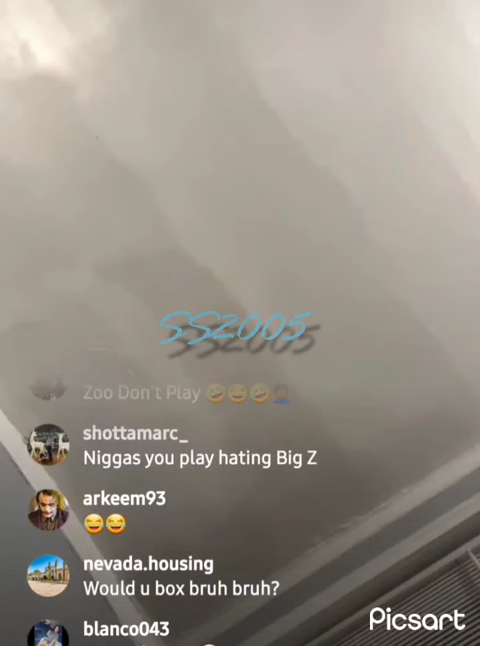 SS2005
Zoo Don't Play 🤣😂🤣🤦🏾‍♂️
shottamarc_
Niggas you play hating Big Z
arkeem93
😆😆
nevada.housing
Would u box bruh bruh?
blanco043
Picsart